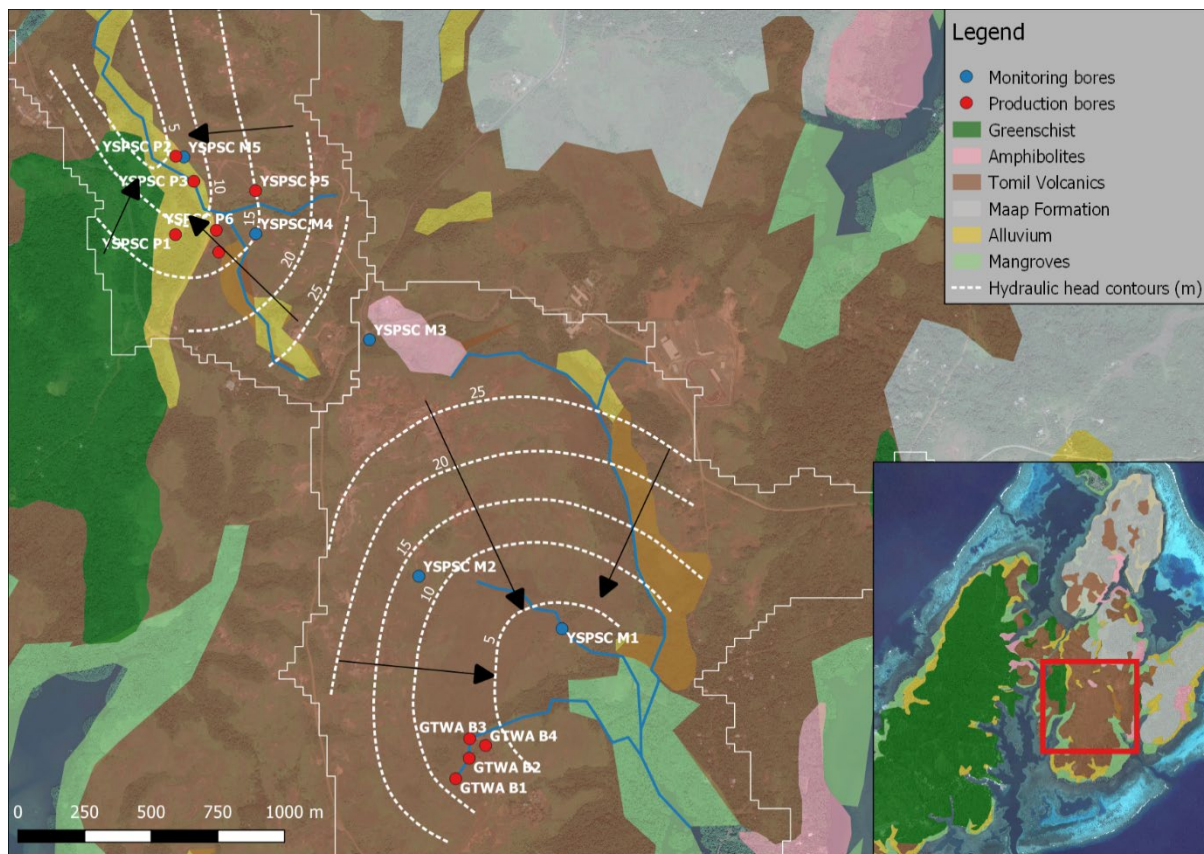 Legend
Monitoring bores
Production bores
Greenschist
Amphibolites
Tomil Volcanics
Maap Formation
Alluvium
Mangroves
Hydraulic head contours (m)
5
YSPSC P2
YSPSC M5
YSPSC P3
10
YSPSC P5
YSPSC P6
15
YSPSC M4
YSPSC P1
20
25
YSPSC M3
25
20
15
YSPSC M2
10
5
YSPSC M1
GTWA B3
GTWA B4
GTWA B2
GTWA B1
0 250 500 750 1000 m